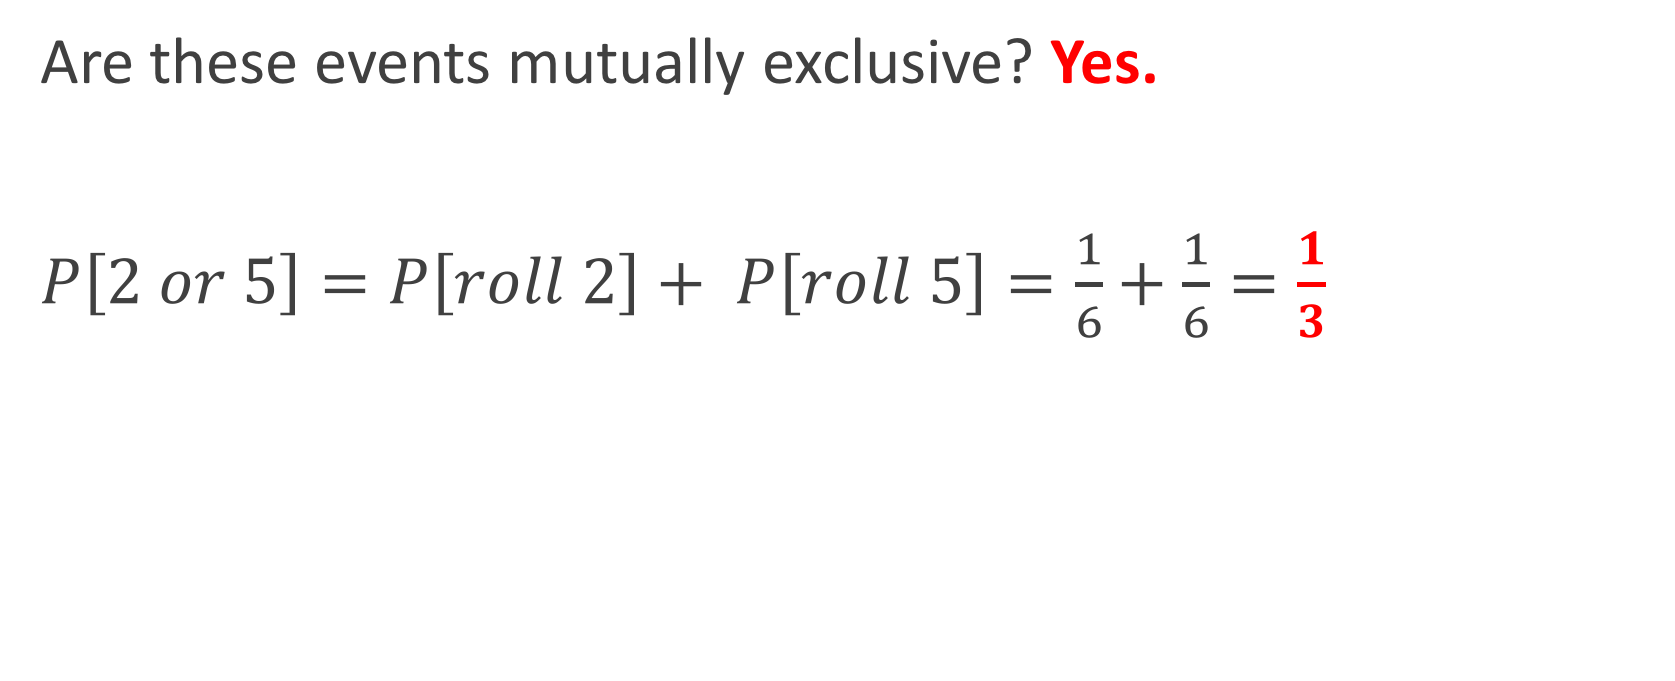 Are these events mutually exclusive? Yes.
P[2 or 5] = P[roll 2] + P[roll 5] = 1/6 + 1/6 = 1/3